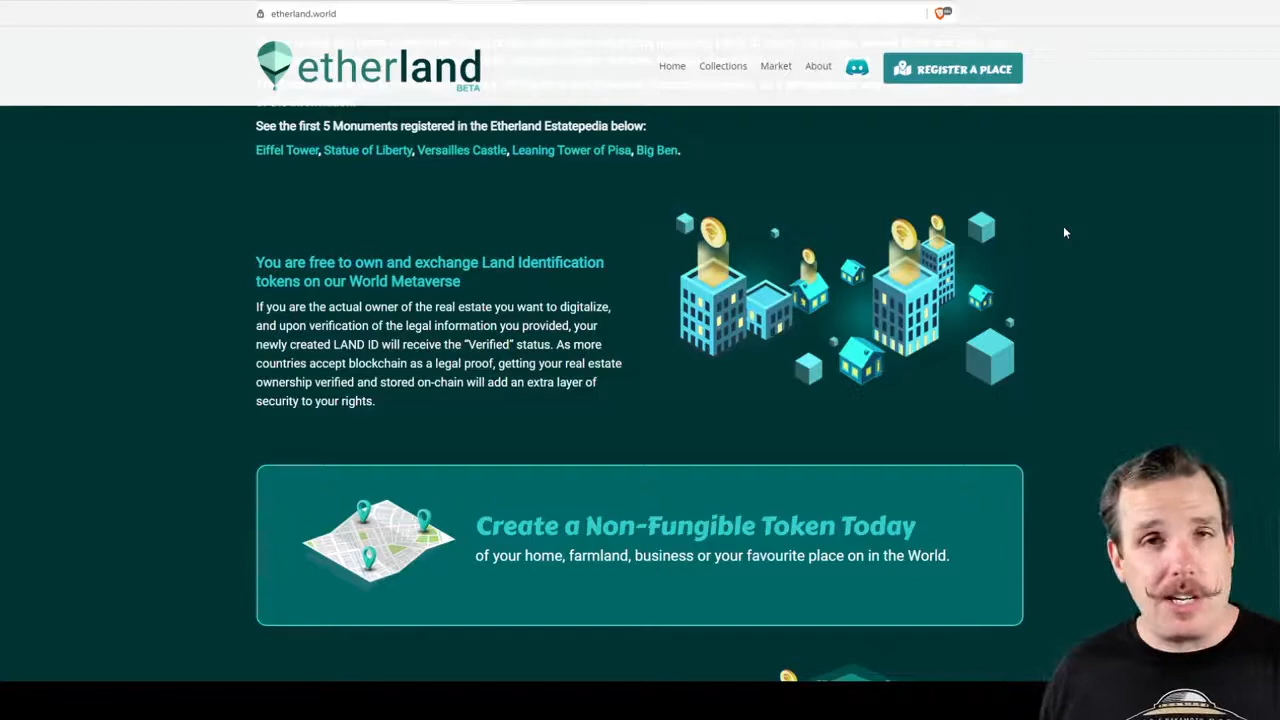 etherland.world
etherland
BETA
Home
Collections
Market
About
REGISTER A PLACE
See the first 5 Monuments registered in the Etherland Estatepedia below:
Eiffel Tower, Statue of Liberty, Versailles Castle, Leaning Tower of Pisa, Big Ben.
You are free to own and exchange Land Identification
tokens on our World Metaverse
If you are the actual owner of the real estate you want to digitalize,
and upon verification of the legal information you provided, your
newly created LAND ID will receive the “Verified” status. As more
countries accept blockchain as a legal proof, getting your real estate
ownership verified and stored on-chain will add an extra layer of
security to your rights.
Create a Non-Fungible Token Today
of your home, farmland, business or your favourite place on in the World.